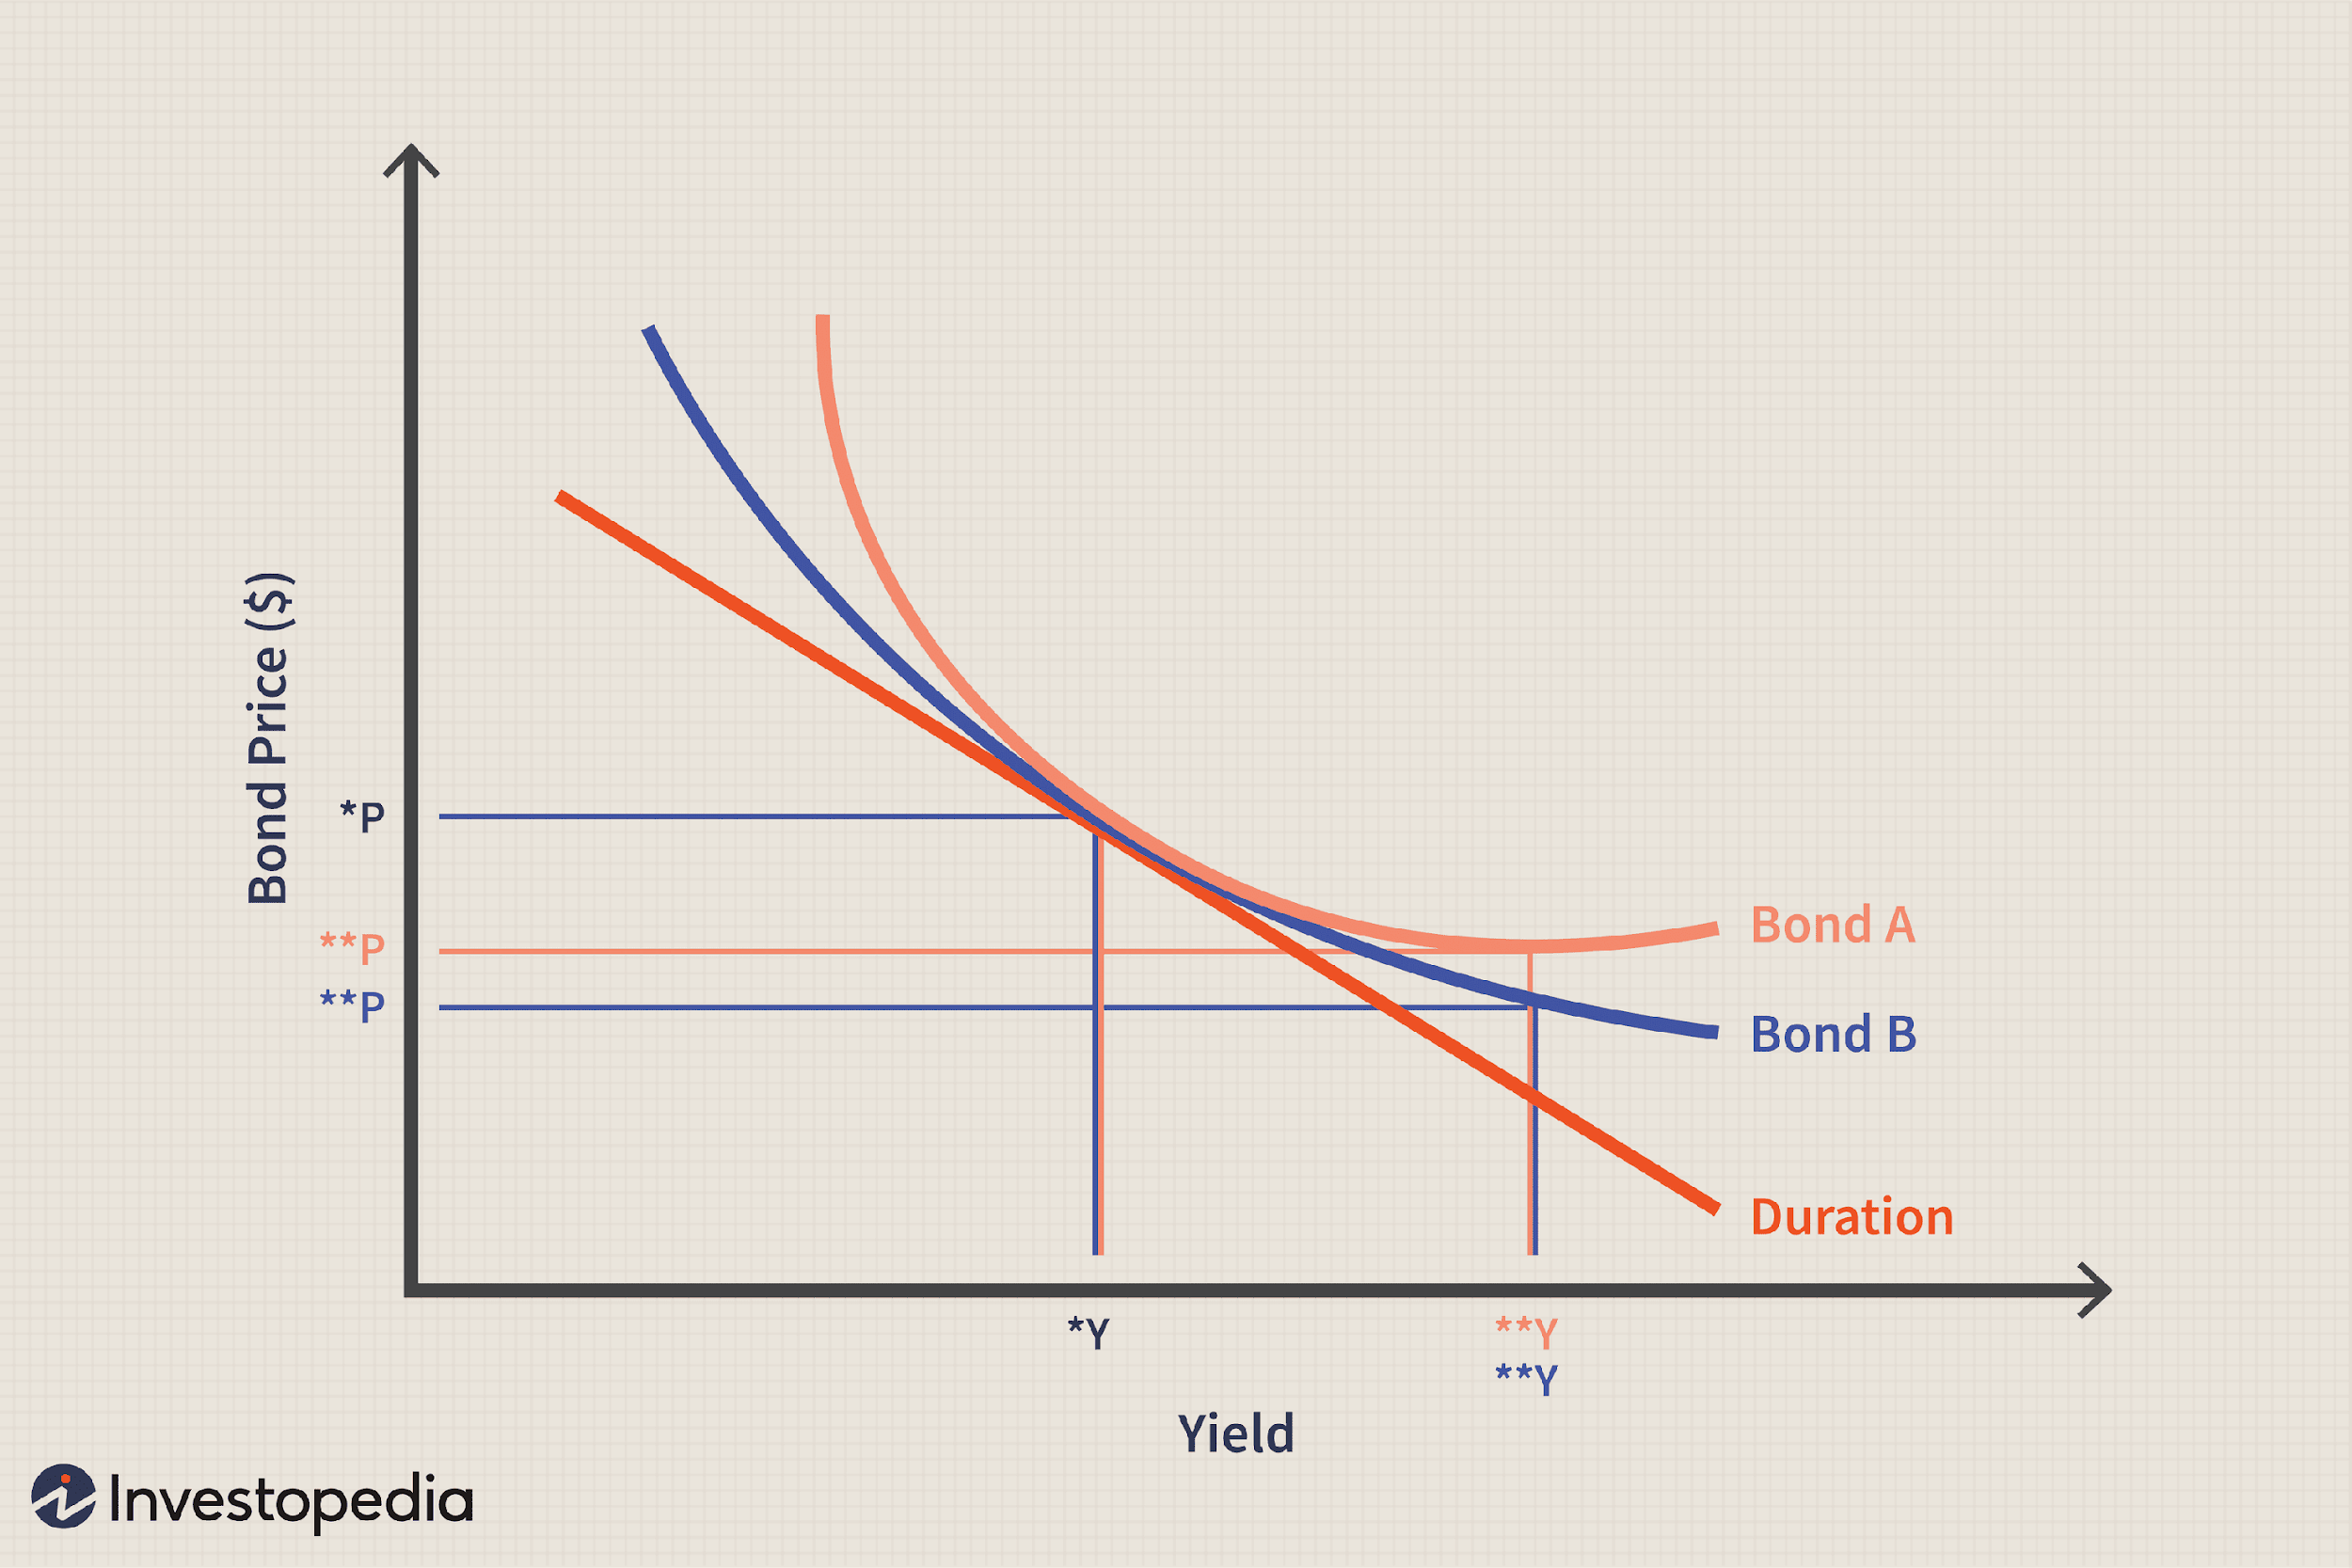 Bond Price ($)
*P
**P
**P
Bond A
Bond B
Duration
*Y
**Y
**Y
Yield
Investopedia